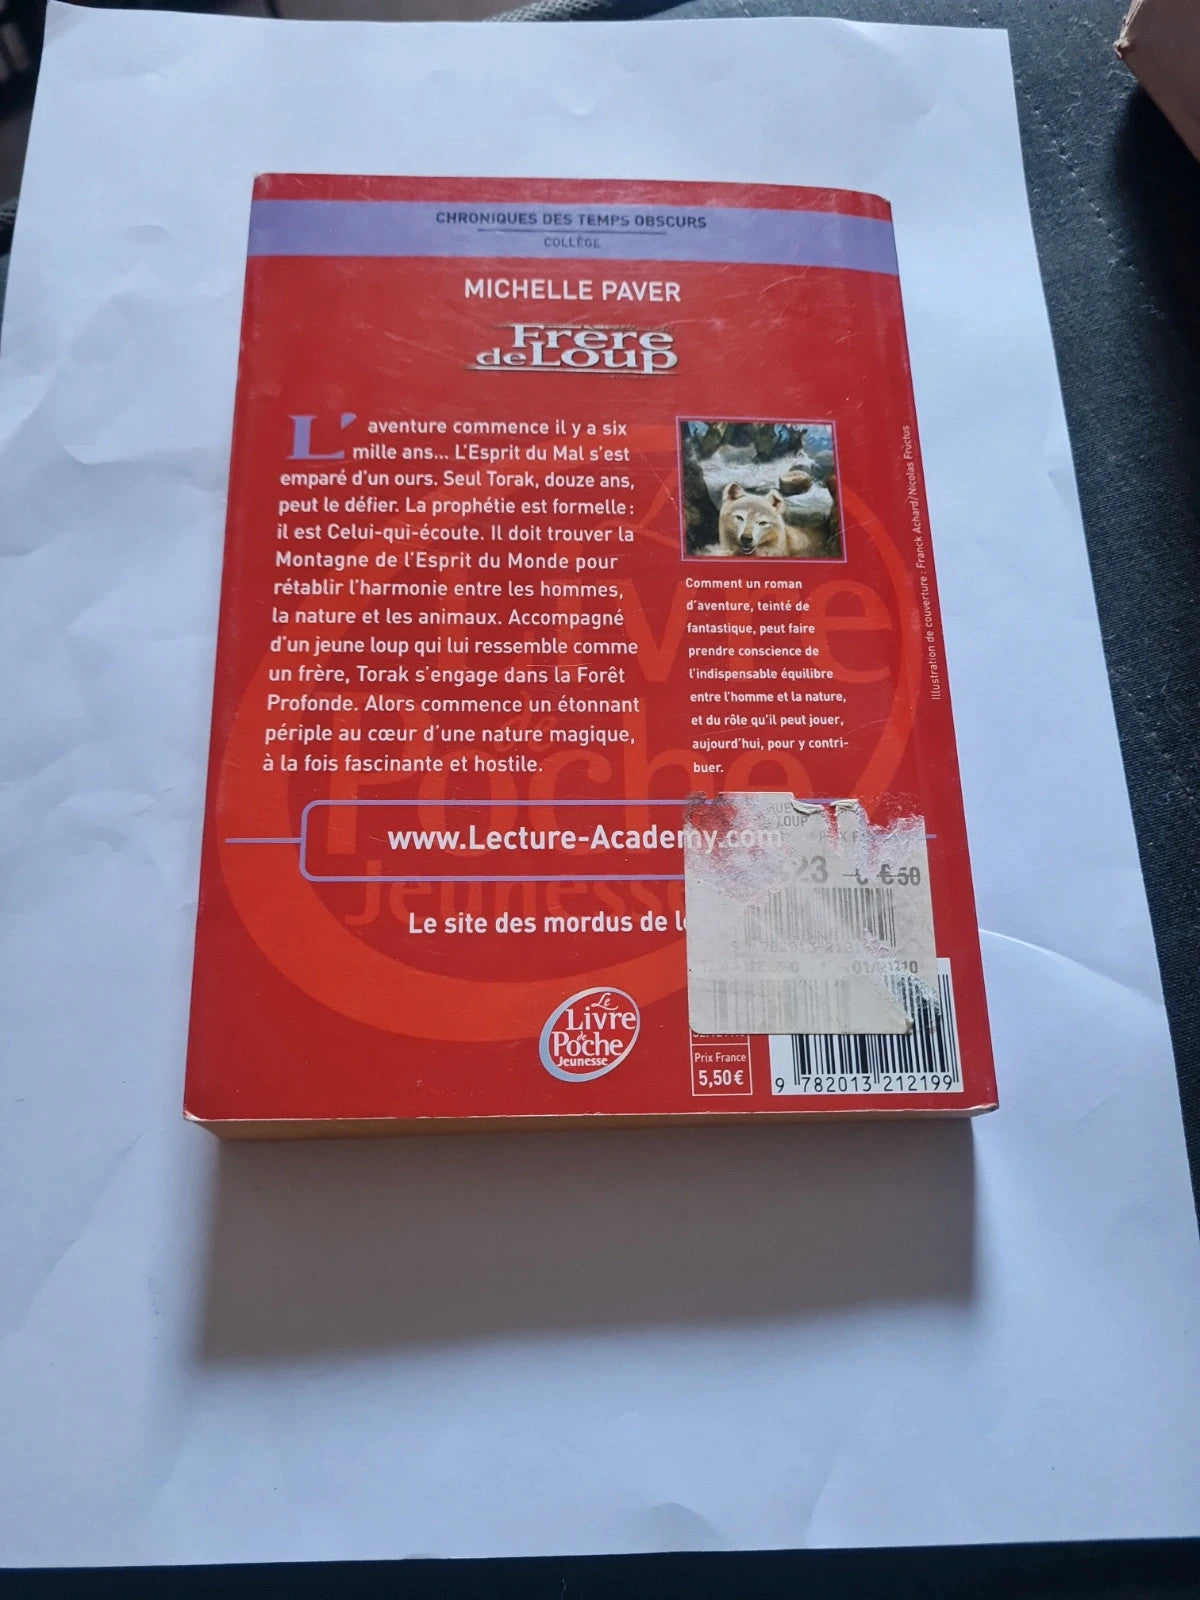 CHRONIQUES DES TEMPS OBSCURS
COLLÈGE
MICHELLE PAVER
Frère
de Loup
L'aventure commence il y a six
mille ans... L'Esprit du Mal s'est
emparé d'un ours. Seul Torak, douze ans,
peut le défier. La prophétie est formelle :
il est Celui-qui-écoute. Il doit trouver la
Montagne de l'Esprit du Monde pour
rétablir l'harmonie entre les hommes,
la nature et les animaux. Accompagné
d'un jeune loup qui lui ressemble comme
un frère, Torak s'engage dans la Forêt
Profonde. Alors commence un étonnant
périple au cœur d'une nature magique,
à la fois fascinante et hostile.
Comment un roman
d'aventure, teinté de
fantastique, peut faire
prendre conscience de
l'indispensable équilibre
entre l'homme et la nature,
et du rôle qu'il peut jouer,
aujourd'hui, pour y contri-
buer.
Illustration de couverture : Franck Achard/Nicolas Fructus
Livre
de
Poche
Jeunesse
www.Lecture-Academy.com
Le site des mordus de
LOUP
23
€ 50
Le
Livre
de
Poche
Jeunesse
Prix France
5,50 €
9 782013 212199